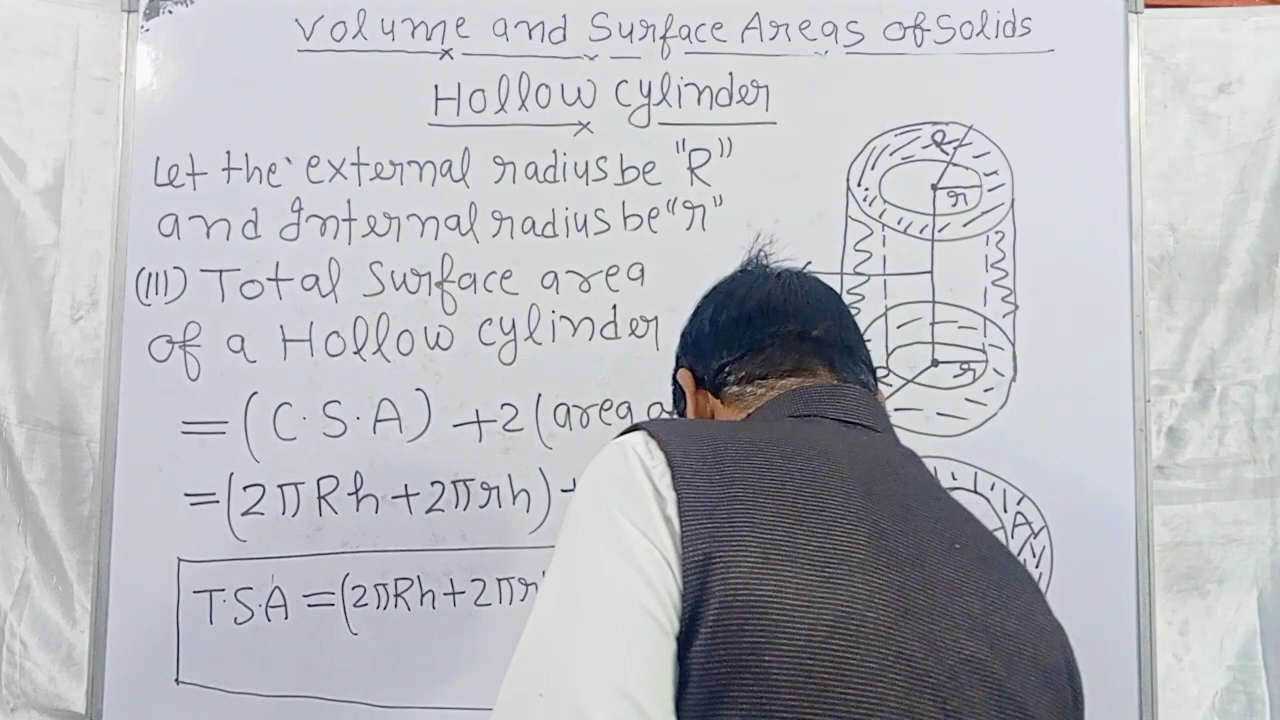 Volume and Surface Areas of Solids
Hollow cylinder
Let the external radius be "R"
and Internal radius be "r"
(III) Total surface area
of a Hollow cylinder
= (C.S.A) + 2 (area
= (2πRh + 2πrh) +
T.S.A = (2πRh + 2πr
R
r
r
A